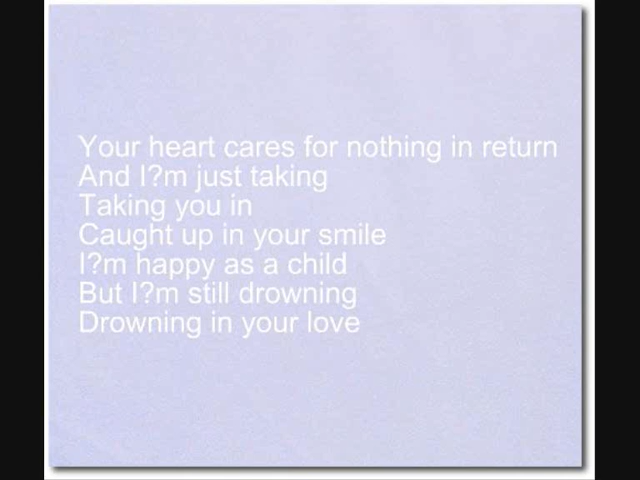 Your heart cares for nothing in return
And I?m just taking
Taking you in
Caught up in your smile
I?m happy as a child
But I?m still drowning
Drowning in your love